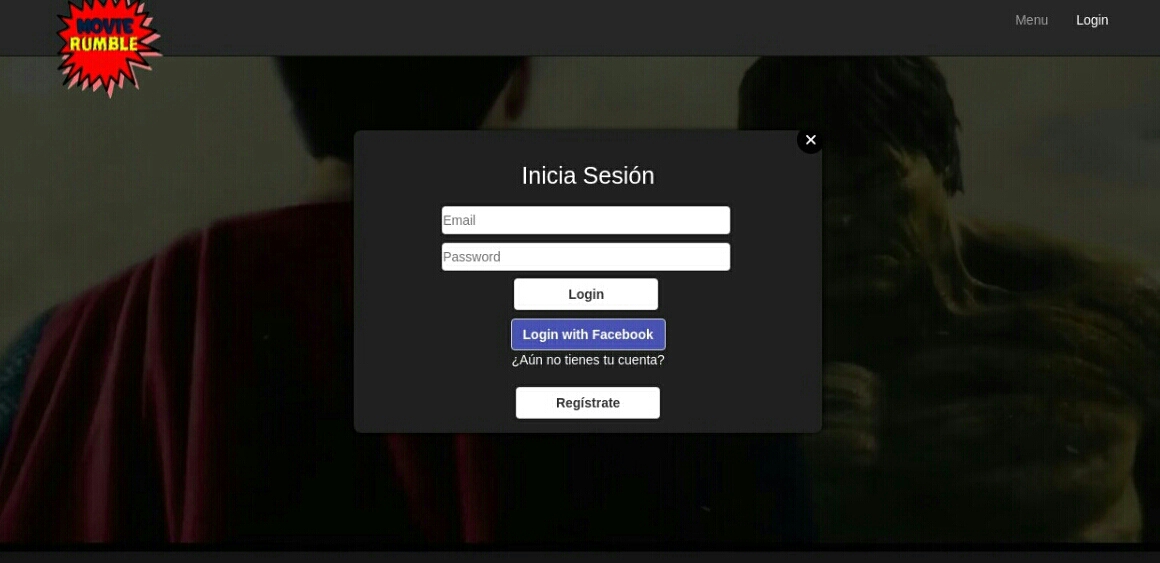 MOVIE
RUMBLE
Menu
Login
×
Inicia Sesión
Email
Password
Login
Login with Facebook
¿Aún no tienes tu cuenta?
Regístrate